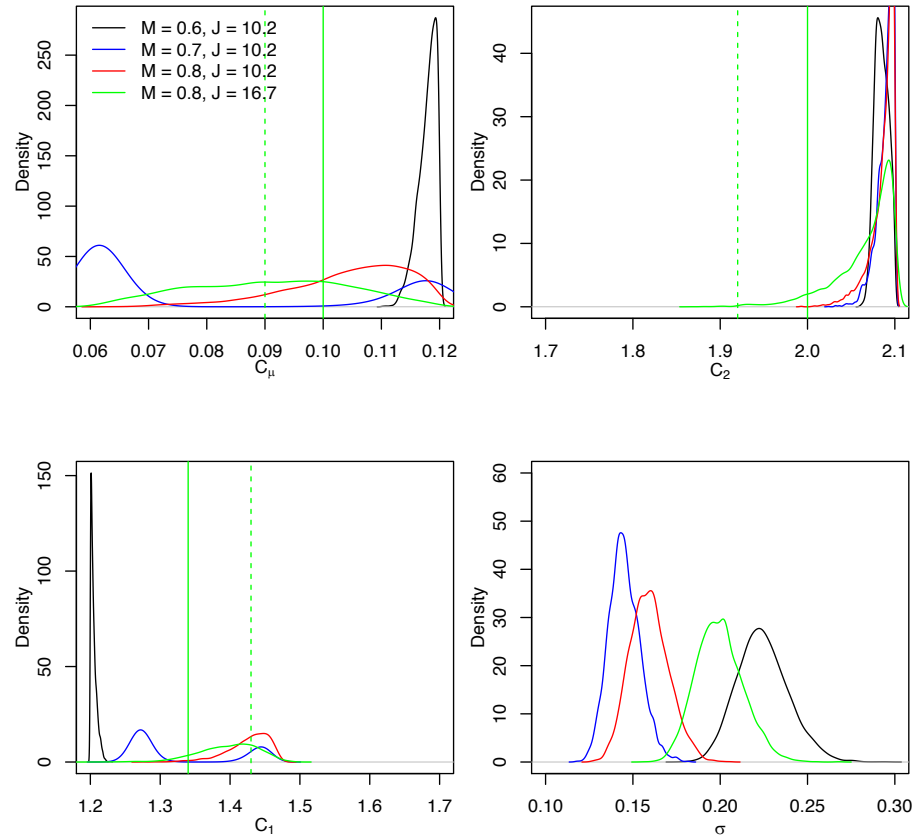 M = 0.6, J = 10.2
M = 0.7, J = 10.2
M = 0.8, J = 10.2
M = 0.8, J = 16.7
Density
0 50 100 150 200 250
0.06 0.07 0.08 0.09 0.10 0.11 0.12
C_μ
Density
0 10 20 30 40
1.7 1.8 1.9 2.0 2.1
C_2
Density
0 50 100 150
1.2 1.3 1.4 1.5 1.6 1.7
C_1
Density
0 10 20 30 40 50 60
0.10 0.15 0.20 0.25 0.30
σ